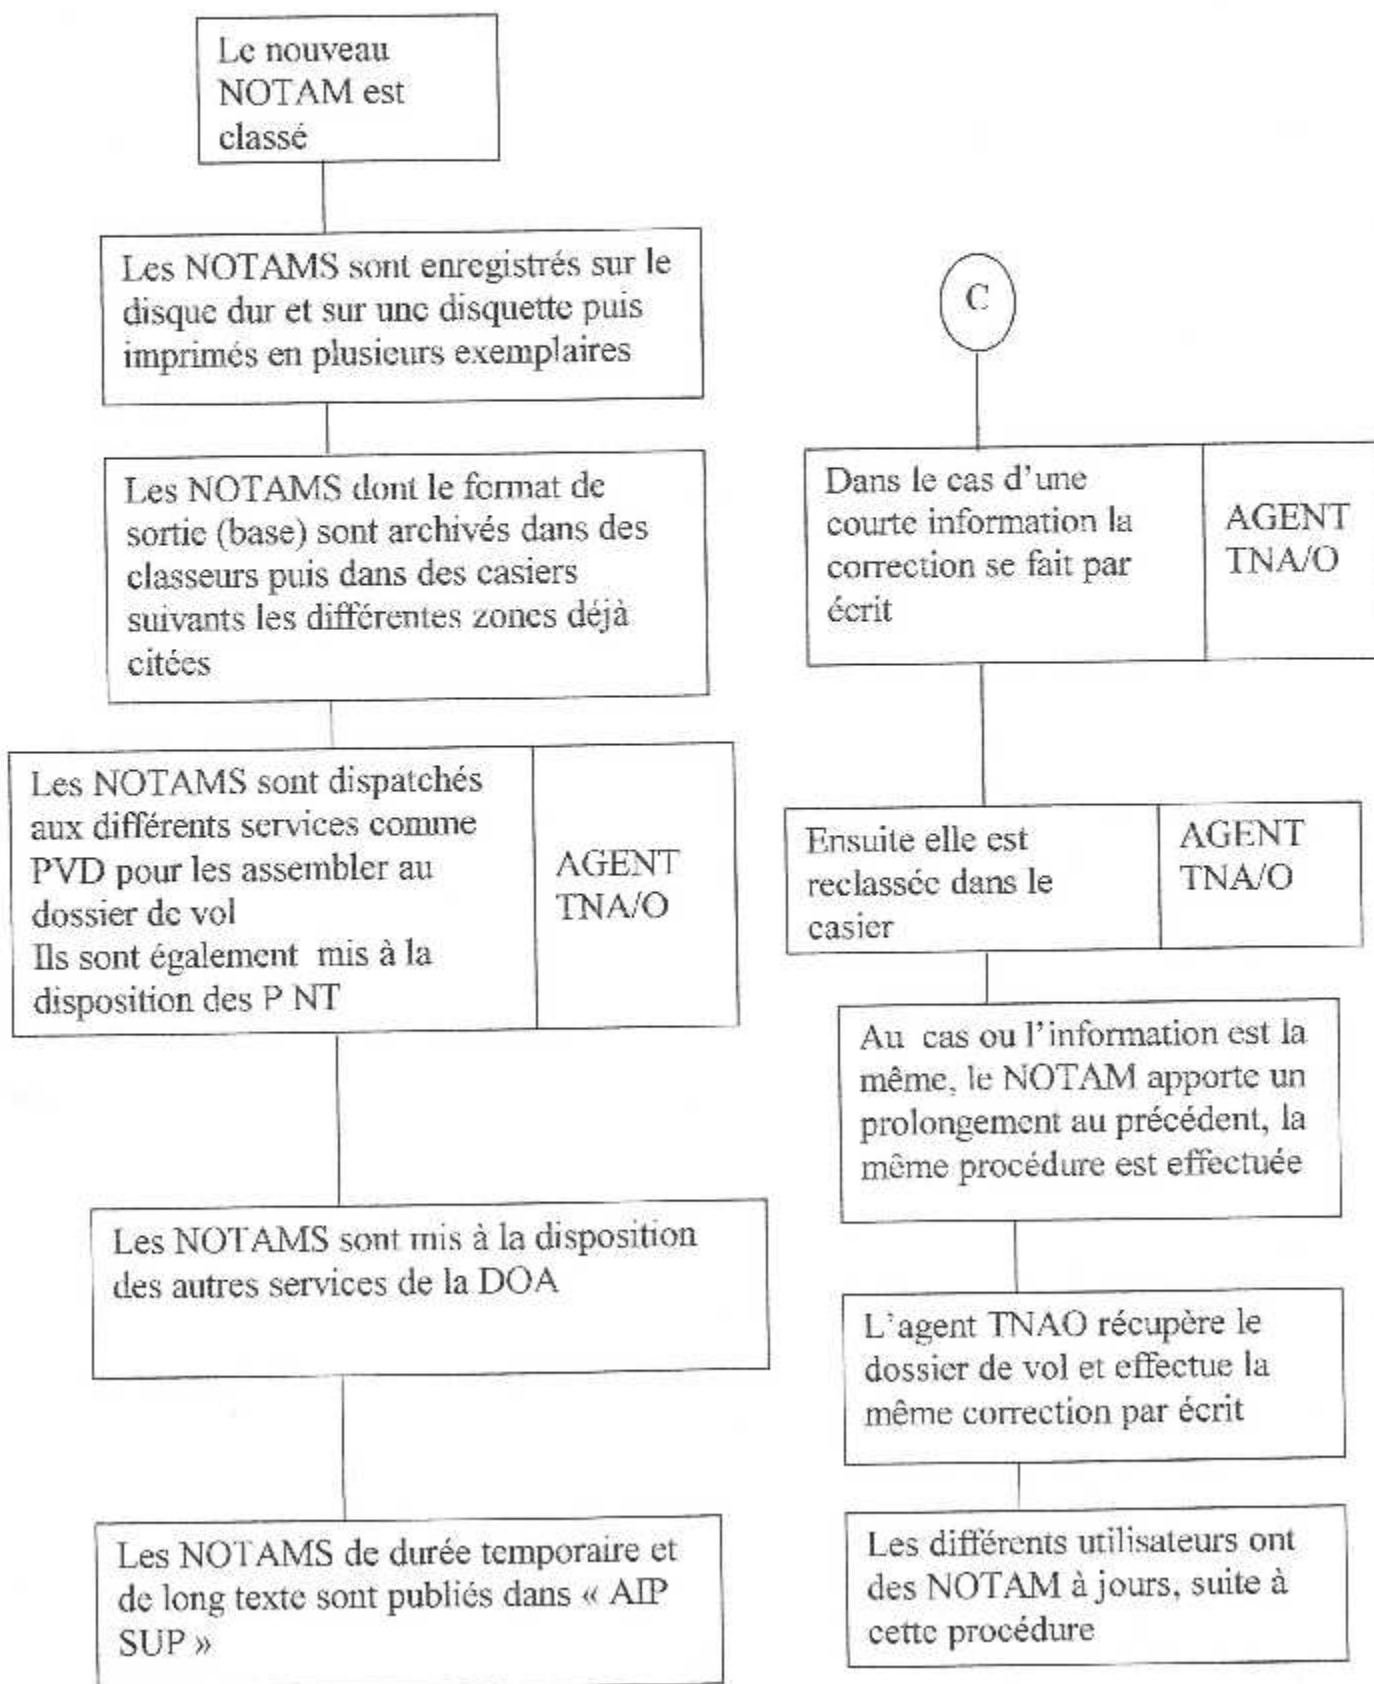 Le nouveau
NOTAM est
classé
Les NOTAMS sont enregistrés sur le
disque dur et sur une disquette puis
imprimés en plusieurs exemplaires
Les NOTAMS dont le format de
sortie (base) sont archivés dans des
classeurs puis dans des casiers
suivants les différentes zones déjà
citées
Les NOTAMS sont dispatchés
aux différents services comme
PVD pour les assembler au
dossier de vol
Ils sont également mis à la
disposition des P NT
AGENT
TNA/O
Les NOTAMS sont mis à la disposition
des autres services de la DOA
Les NOTAMS de durée temporaire et
de long texte sont publiés dans « AIP
SUP »
C
Dans le cas d'une
courte information la
correction se fait par
écrit
AGENT
TNA/O
Ensuite elle est
reclassée dans le
casier
AGENT
TNA/O
Au cas ou l'information est la
même, le NOTAM apporte un
prolongement au précédent, la
même procédure est effectuée
L'agent TNAO récupère le
dossier de vol et effectue la
même correction par écrit
Les différents utilisateurs ont
des NOTAM à jours, suite à
cette procédure